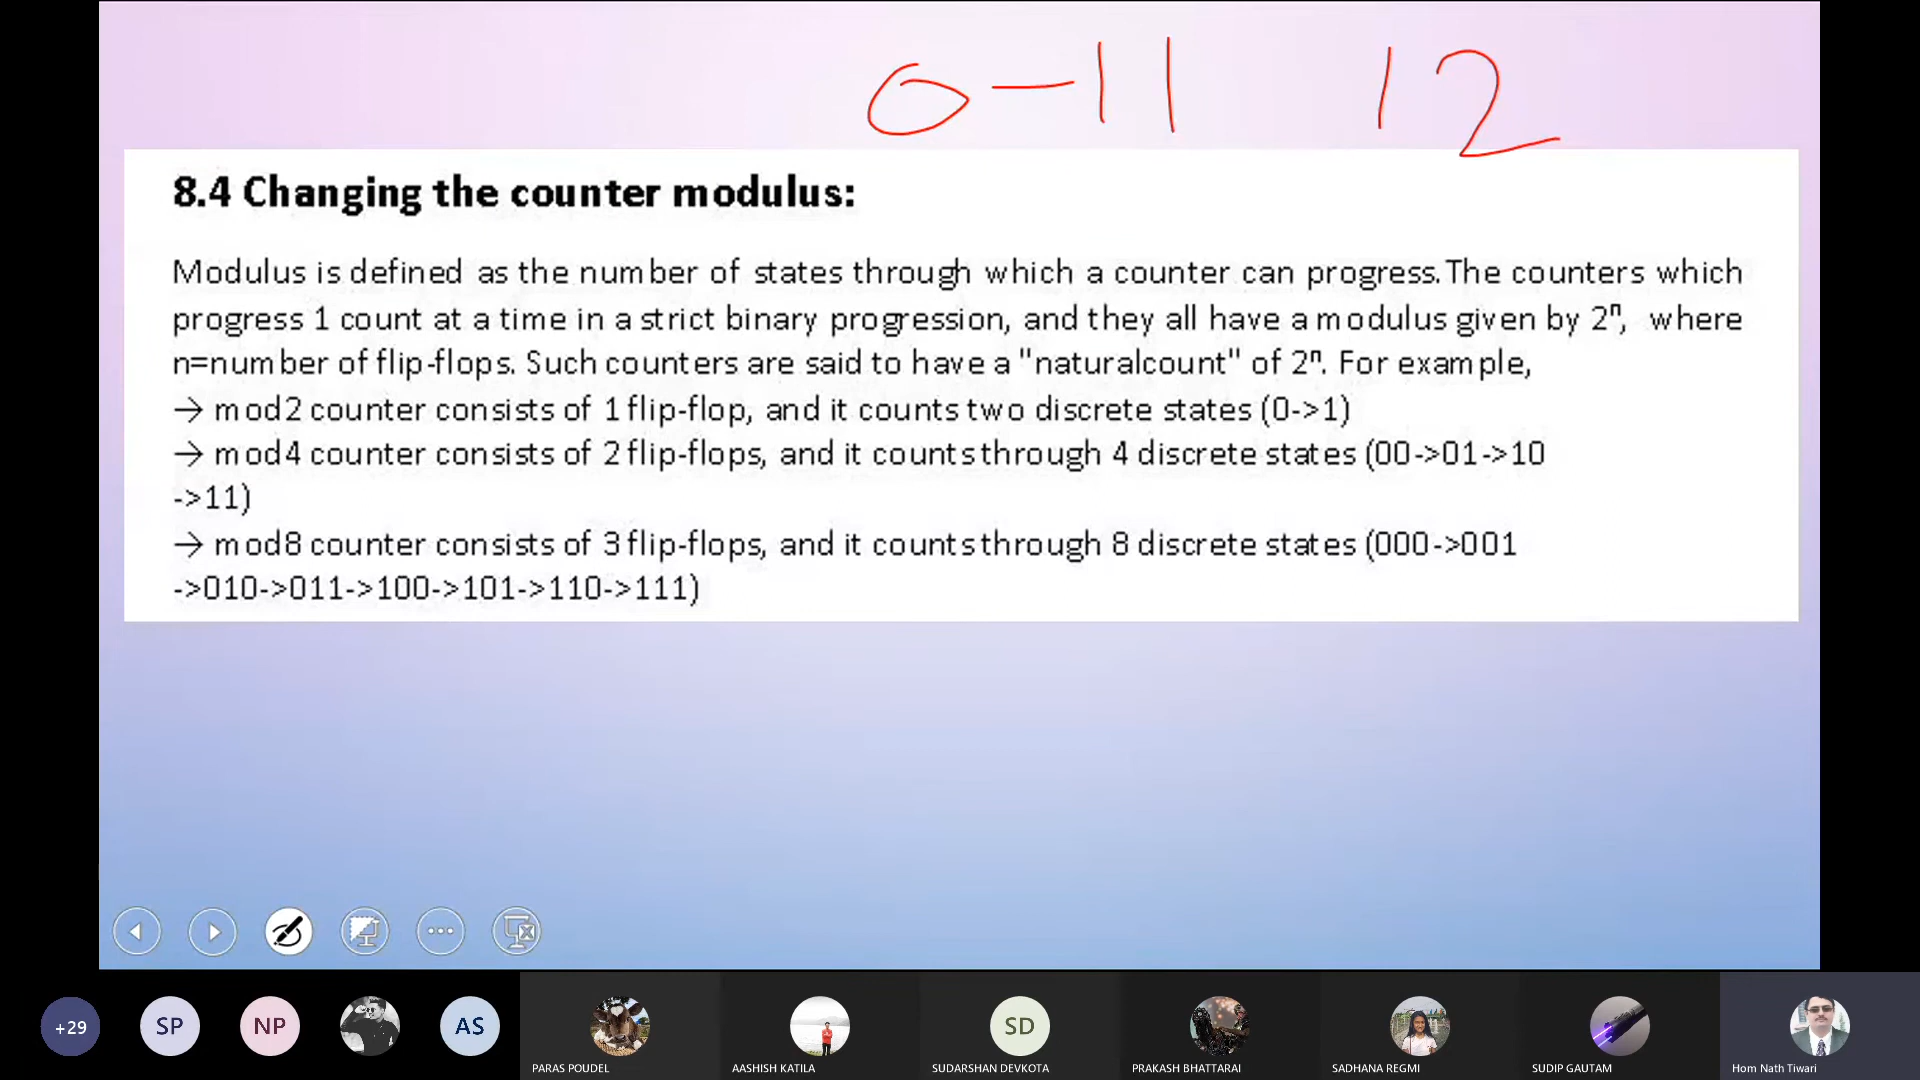 0-11 12
8.4 Changing the counter modulus:
Modulus is defined as the number of states through which a counter can progress.The counters which
progress 1 count at a time in a strict binary progression, and they all have a modulus given by 2ⁿ, where
n=number of flip-flops. Such counters are said to have a "naturalcount" of 2ⁿ. For example,
→ mod2 counter consists of 1 flip-flop, and it counts two discrete states (0->1)
→ mod4 counter consists of 2 flip-flops, and it counts through 4 discrete states (00->01->10
->11)
→ mod8 counter consists of 3 flip-flops, and it counts through 8 discrete states (000->001
->010->011->100->101->110->111)
+29 SP NP AS SD
PARAS POUDEL AASHISH KATILA SUDARSHAN DEVKOTA PRAKASH BHATTARAI SADHANA REGMI SUDIP GAUTAM Hom Nath Tiwari